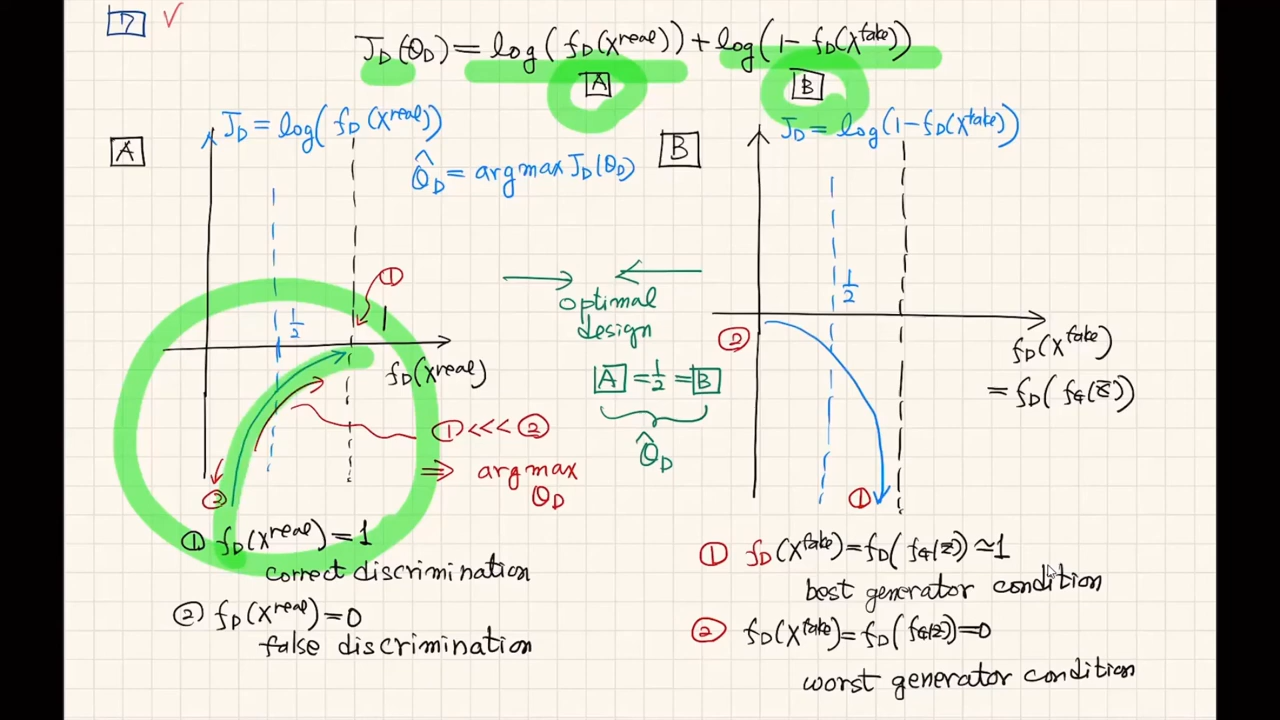 7 ✓
J_D(θ_D) = log(f_D(x^real)) + log(1 - f_D(x^fake))
A
B
A
J_D = log(f_D(x^real))
θ̂_D = argmax J_D(θ_D)
1
1/2
1
f_D(x^real)
2
1 <<< 2
⇒ argmax
θ_D
optimal
design
A = 1/2 = B
θ̂_D
1 f_D(x^real) = 1
correct discrimination
2 f_D(x^real) = 0
false discrimination
B
J_D = log(1 - f_D(x^fake))
1/2
2
f_D(x^fake)
= f_D(f_G(z))
1
1 f_D(x^fake) = f_D(f_G(z)) ≃ 1
best generator condition
2 f_D(x^fake) = f_D(f_G(z)) = 0
worst generator condition